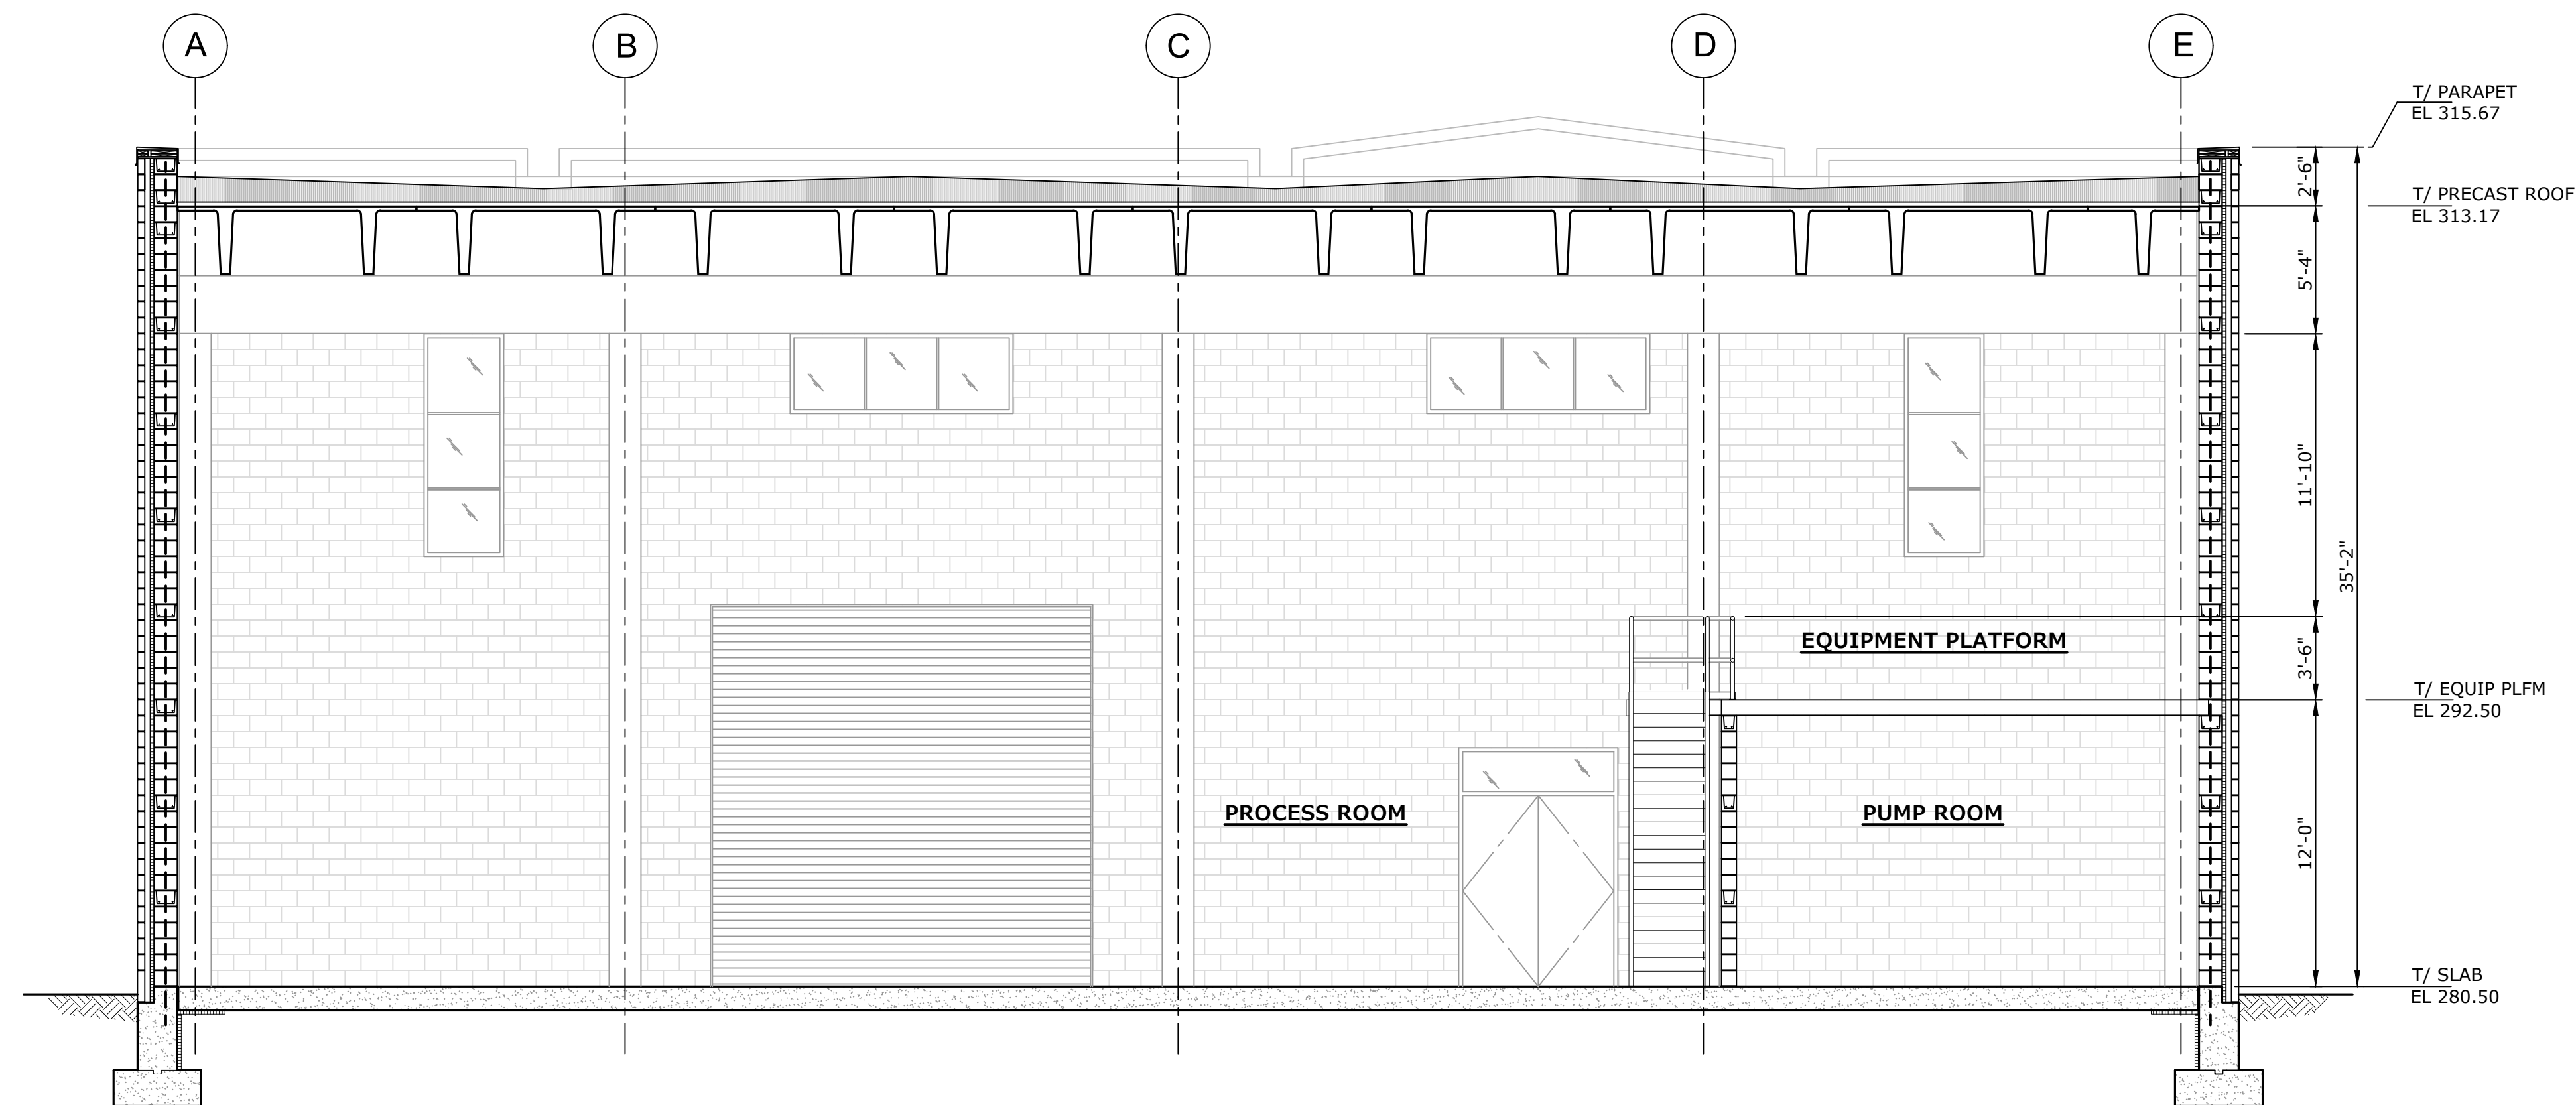 A
B
C
D
E
T/ PARAPET
EL 315.67
2'-6"
T/ PRECAST ROOF
EL 313.17
5'-4"
11'-10"
35'-2"
EQUIPMENT PLATFORM
3'-6"
T/ EQUIP PLFM
EL 292.50
PROCESS ROOM
PUMP ROOM
12'-0"
T/ SLAB
EL 280.50